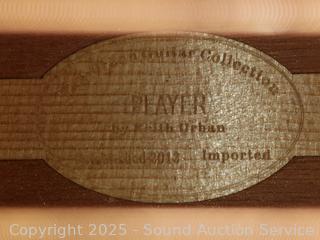 Guitar Collection
PLAYER
by Keith Urban
2013 Imported
Copyright 2025 - Sound Auction Service